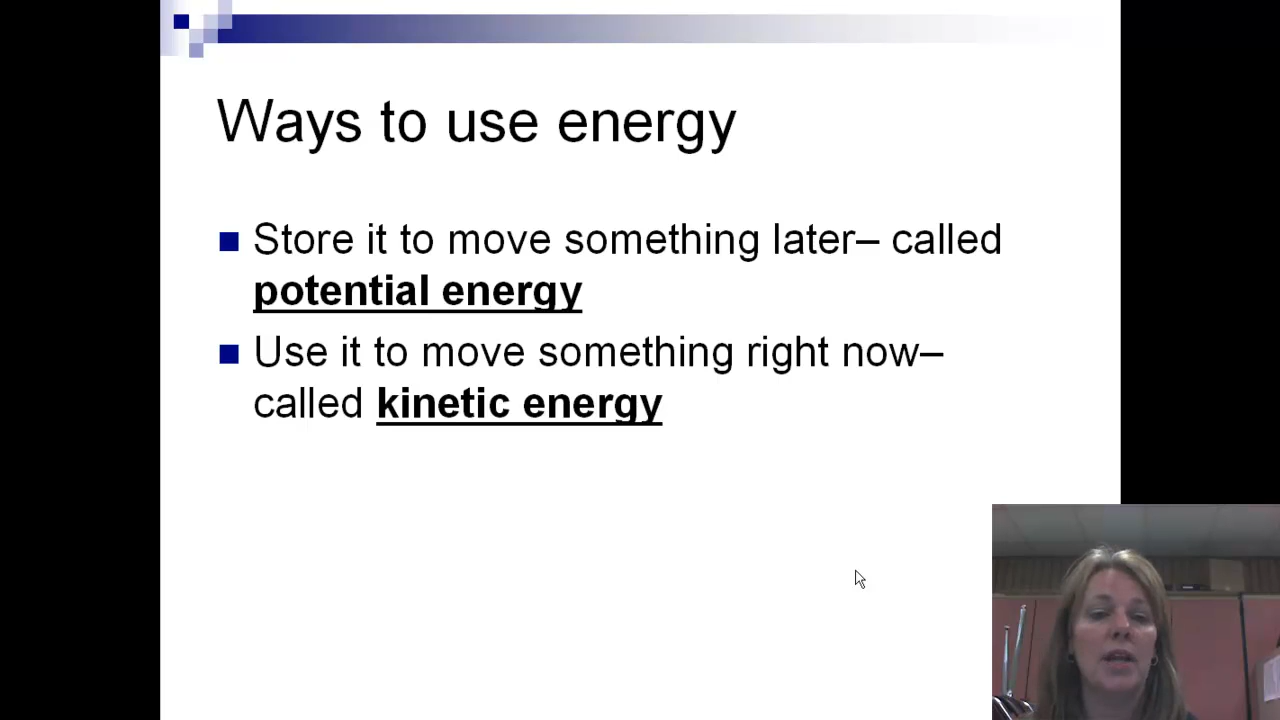 Ways to use energy
Store it to move something later– called
potential energy
Use it to move something right now–
called kinetic energy